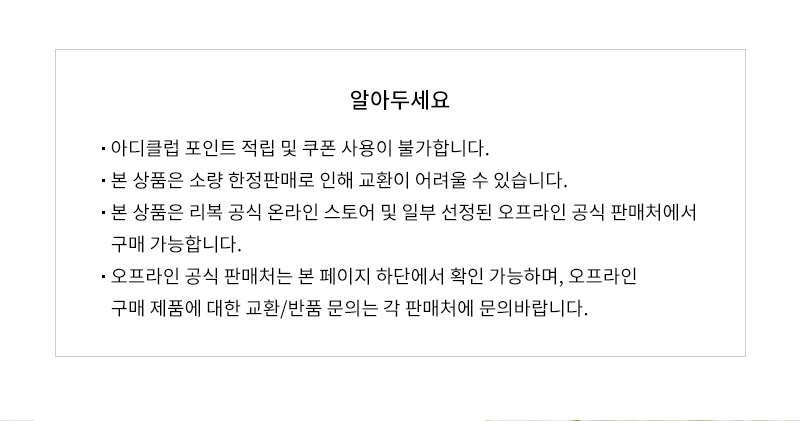 알아두세요
· 아디클럽 포인트 적립 및 쿠폰 사용이 불가합니다.
· 본 상품은 소량 한정판매로 인해 교환이 어려울 수 있습니다.
· 본 상품은 리복 공식 온라인 스토어 및 일부 선정된 오프라인 공식 판매처에서
구매 가능합니다.
· 오프라인 공식 판매처는 본 페이지 하단에서 확인 가능하며, 오프라인
구매 제품에 대한 교환/반품 문의는 각 판매처에 문의바랍니다.